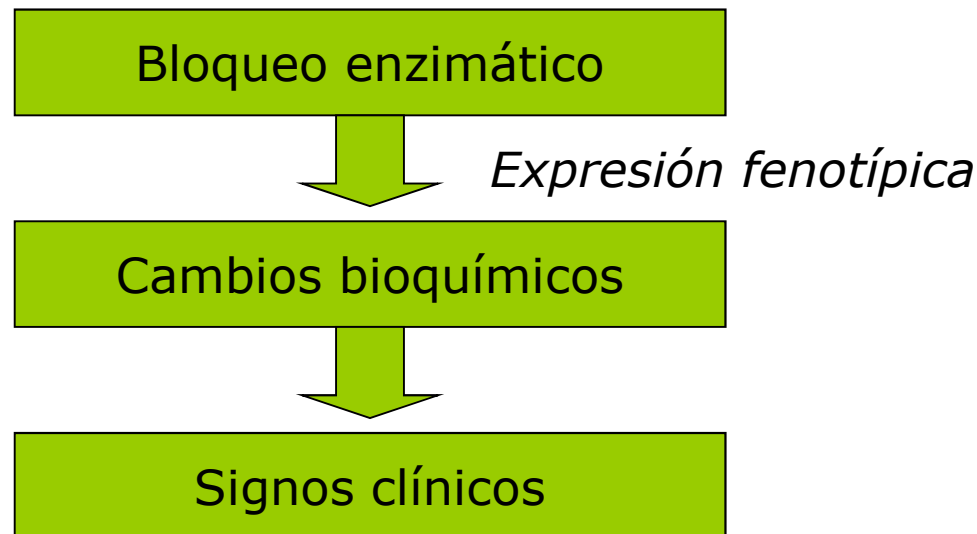 Bloqueo enzimático
Expresión fenotípica
Cambios bioquímicos
Signos clínicos